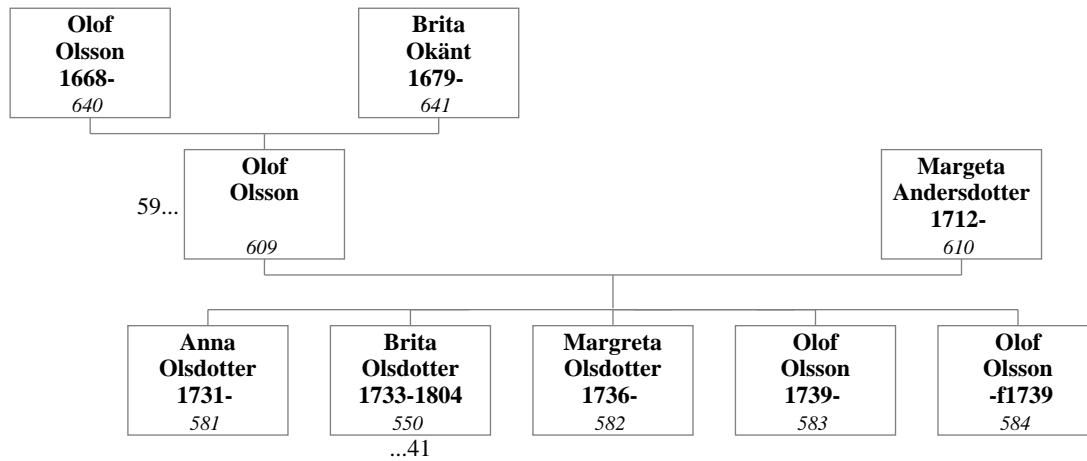 Olof
Olsson
1668-
640
Brita
Okänt
1679-
641
59...
Olof
Olsson
609
Margeta
Andersdotter
1712-
610
Anna
Olsdotter
1731-
581
Brita
Olsdotter
1733-1804
550
...41
Margreta
Olsdotter
1736-
582
Olof
Olsson
1739-
583
Olof
Olsson
-f1739
584